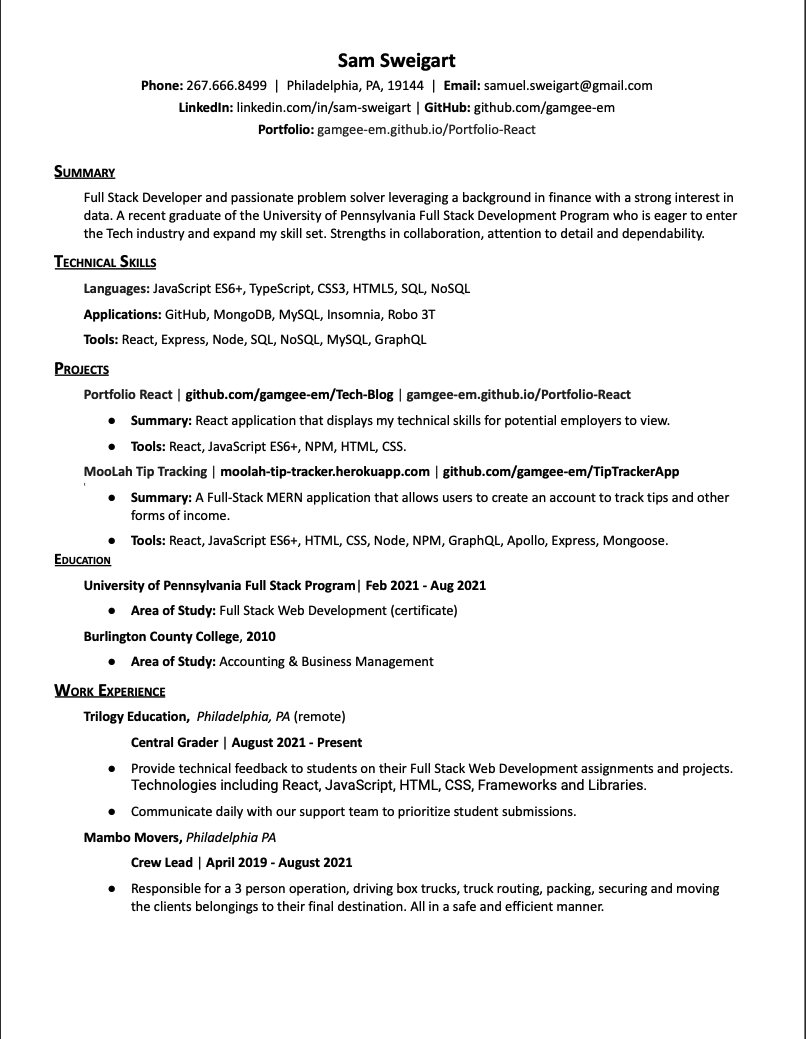 Sam Sweigart
Phone: 267.666.8499 | Philadelphia, PA, 19144 | Email: samuel.sweigart@gmail.com
LinkedIn: linkedin.com/in/sam-sweigart | GitHub: github.com/gamgee-em
Portfolio: gamgee-em.github.io/Portfolio-React
Summary
Full Stack Developer and passionate problem solver leveraging a background in finance with a strong interest in
data. A recent graduate of the University of Pennsylvania Full Stack Development Program who is eager to enter
the Tech industry and expand my skill set. Strengths in collaboration, attention to detail and dependability.
Technical Skills
Languages: JavaScript ES6+, TypeScript, CSS3, HTML5, SQL, NoSQL
Applications: GitHub, MongoDB, MySQL, Insomnia, Robo 3T
Tools: React, Express, Node, SQL, NoSQL, MySQL, GraphQL
Projects
Portfolio React | github.com/gamgee-em/Tech-Blog | gamgee-em.github.io/Portfolio-React
● Summary: React application that displays my technical skills for potential employers to view.
● Tools: React, JavaScript ES6+, NPM, HTML, CSS.
MooLah Tip Tracking | moolah-tip-tracker.herokuapp.com | github.com/gamgee-em/TipTrackerApp
● Summary: A Full-Stack MERN application that allows users to create an account to track tips and other
forms of income.
● Tools: React, JavaScript ES6+, HTML, CSS, Node, NPM, GraphQL, Apollo, Express, Mongoose.
Education
University of Pennsylvania Full Stack Program| Feb 2021 - Aug 2021
● Area of Study: Full Stack Web Development (certificate)
Burlington County College, 2010
● Area of Study: Accounting & Business Management
Work Experience
Trilogy Education, Philadelphia, PA (remote)
Central Grader | August 2021 - Present
● Provide technical feedback to students on their Full Stack Web Development assignments and projects.
Technologies including React, JavaScript, HTML, CSS, Frameworks and Libraries.
● Communicate daily with our support team to prioritize student submissions.
Mambo Movers, Philadelphia PA
Crew Lead | April 2019 - August 2021
● Responsible for a 3 person operation, driving box trucks, truck routing, packing, securing and moving
the clients belongings to their final destination. All in a safe and efficient manner.